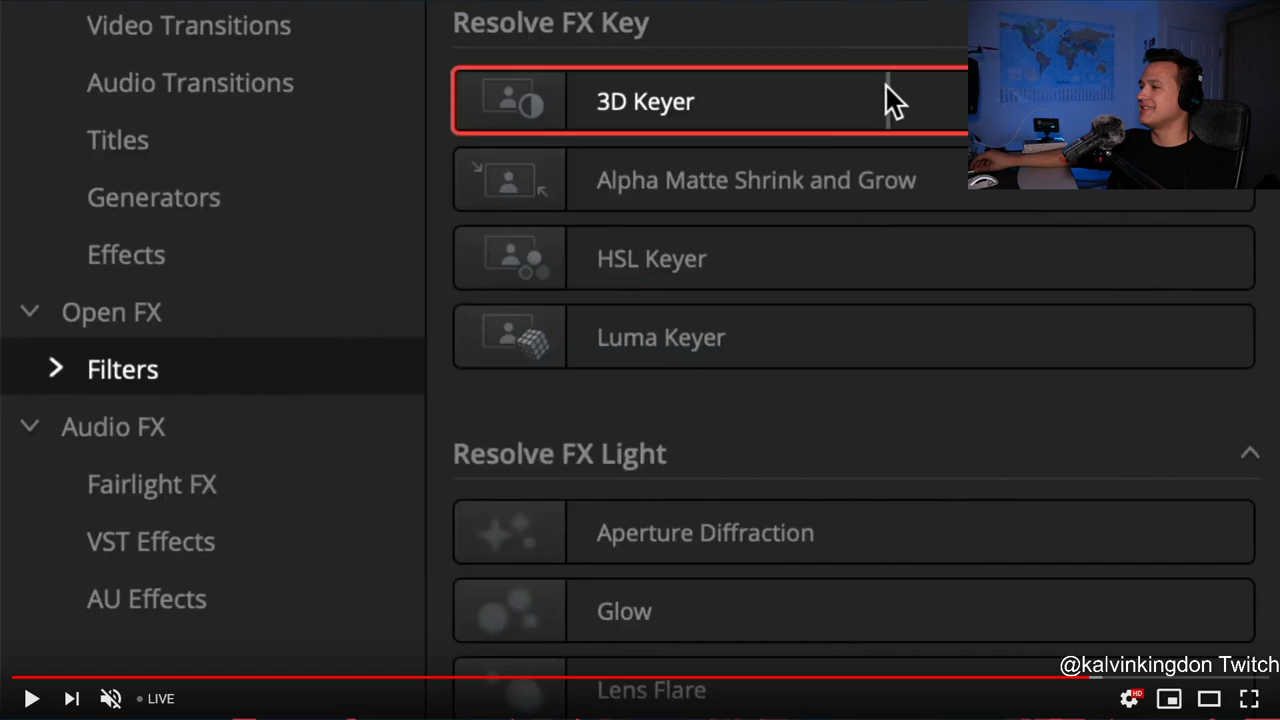 Video Transitions
Audio Transitions
Titles
Generators
Effects
Open FX
Filters
Audio FX
Fairlight FX
VST Effects
AU Effects
Resolve FX Key
3D Keyer
Alpha Matte Shrink and Grow
HSL Keyer
Luma Keyer
Resolve FX Light
Aperture Diffraction
Glow
Lens Flare
@kalvinkingdon Twitch
LIVE
HD